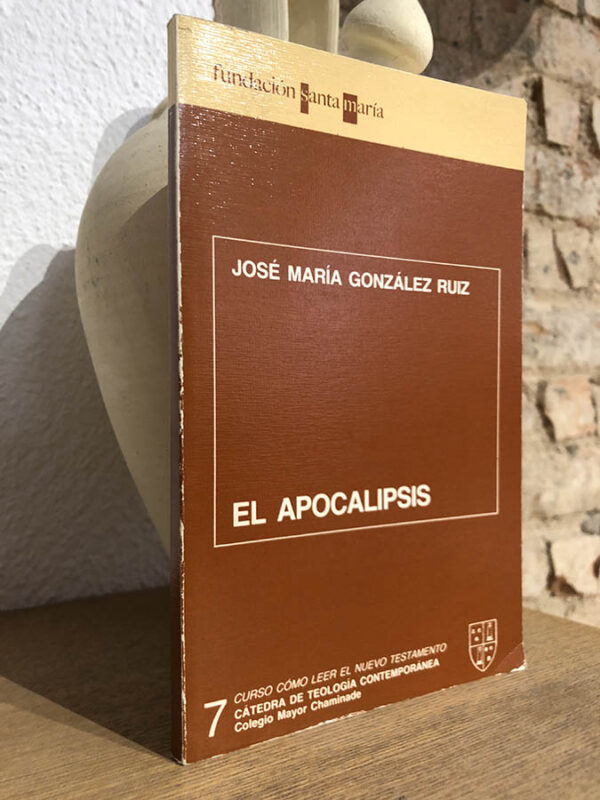 fundación santa maría
JOSÉ MARÍA GONZÁLEZ RUIZ
EL APOCALIPSIS
7
CURSO CÓMO LEER EL NUEVO TESTAMENTO
CÁTEDRA DE TEOLOGÍA CONTEMPORÁNEA
Colegio Mayor Chaminade